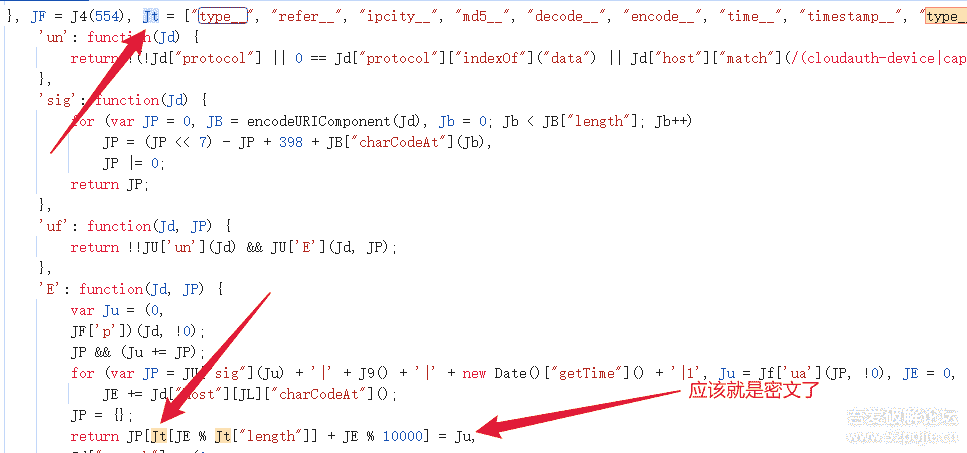 }, JF = J4(554), Jt = ["type__", "refer__", "ipcity__", "md5__", "decode__", "encode__", "time__", "timestamp__", "type__
'un': function(Jd) {
return !(!Jd["protocol"] || 0 == Jd["protocol"]["indexOf"]("data") || Jd["host"]["match"](/(cloudauth-device|cap
},
'sig': function(Jd) {
for (var JP = 0, JB = encodeURIComponent(Jd), Jb = 0; Jb < JB["length"]; Jb++)
JP = (JP << 7) - JP + 398 + JB["charCodeAt"](Jb),
JP |= 0;
return JP;
},
'uf': function(Jd, JP) {
return !!JU['un'](Jd) && JU['E'](Jd, JP);
},
'E': function(Jd, JP) {
var Ju = (0,
JF['p'])(Jd, !0);
JP && (Ju += JP);
for (var JP = JU["sig"](Ju) + '|' + J9() + '|' + new Date()["getTime"]() + '|1', Ju = Jf['ua'](JP, !0), JE = 0,
JE += Jd["host"][JL]["charCodeAt"]();
应该就是密文了
JP = {};
return JP[Jt[JE % Jt["length"]] + JE % 10000] = Ju,
吾爱破解论坛
www.52pojie.cn